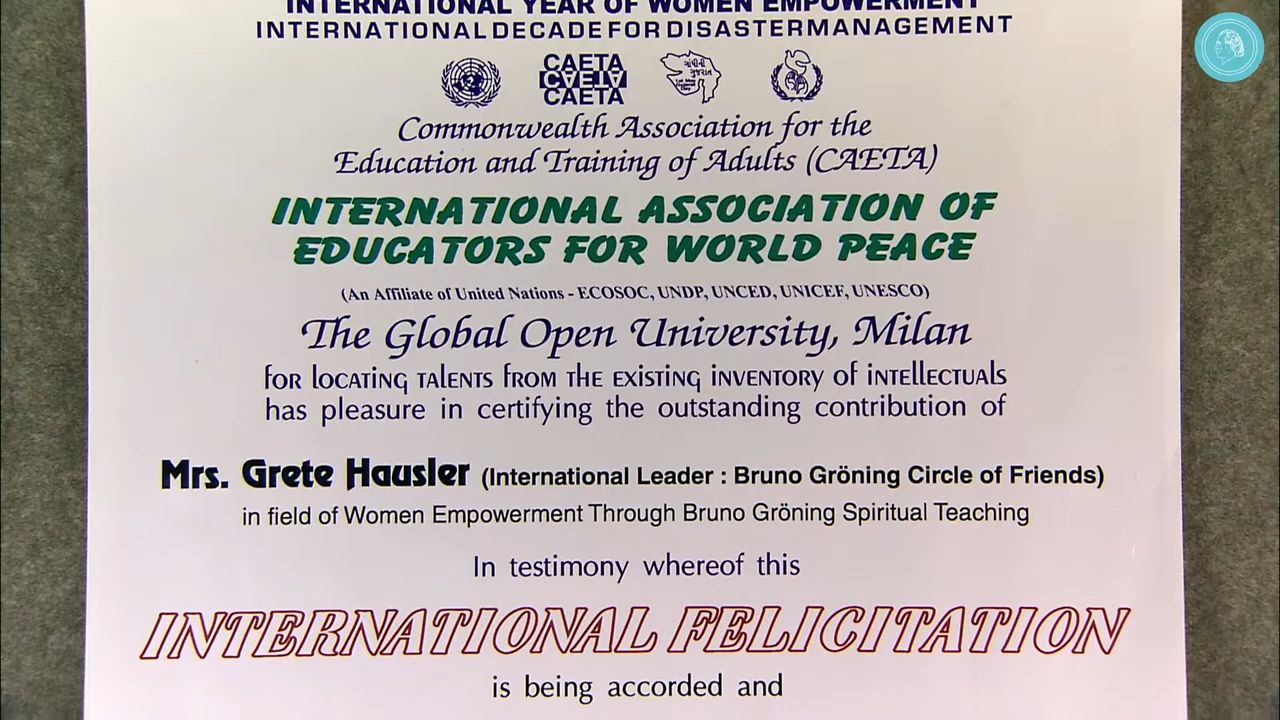 INTERNATIONAL YEAR OF WOMEN EMPOWERMENT
INTERNATIONAL DECADE FOR DISASTER MANAGEMENT
CAETA
CAETA
CAETA
Commonwealth Association for the
Education and Training of Adults (CAETA)
INTERNATIONAL ASSOCIATION OF
EDUCATORS FOR WORLD PEACE
(An Affiliate of United Nations - ECOSOC, UNDP, UNCED, UNICEF, UNESCO)
The Global Open University, Milan
for locating talents from the existing inventory of intellectuals
has pleasure in certifying the outstanding contribution of
Mrs. Grete Hausler (International Leader : Bruno Gröning Circle of Friends)
in field of Women Empowerment Through Bruno Gröning Spiritual Teaching
In testimony whereof this
INTERNATIONAL FELICITATION
is being accorded and